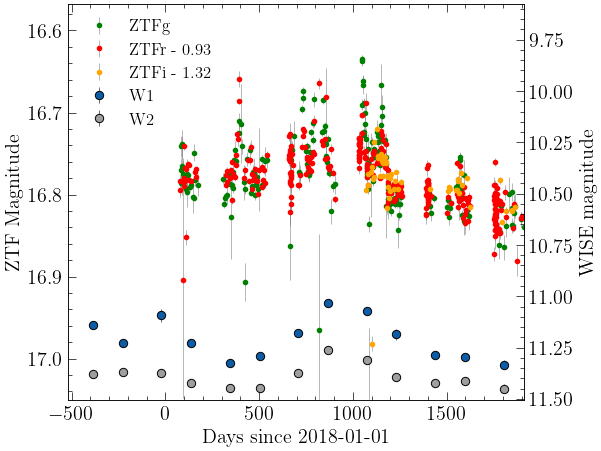 ZTFg
ZTFr - 0.93
ZTFi - 1.32
W1
W2
16.6
16.7
16.8
16.9
17.0
ZTF Magnitude
9.75
10.00
10.25
10.50
10.75
11.00
11.25
11.50
WISE magnitude
−500 0 500 1000 1500
Days since 2018-01-01